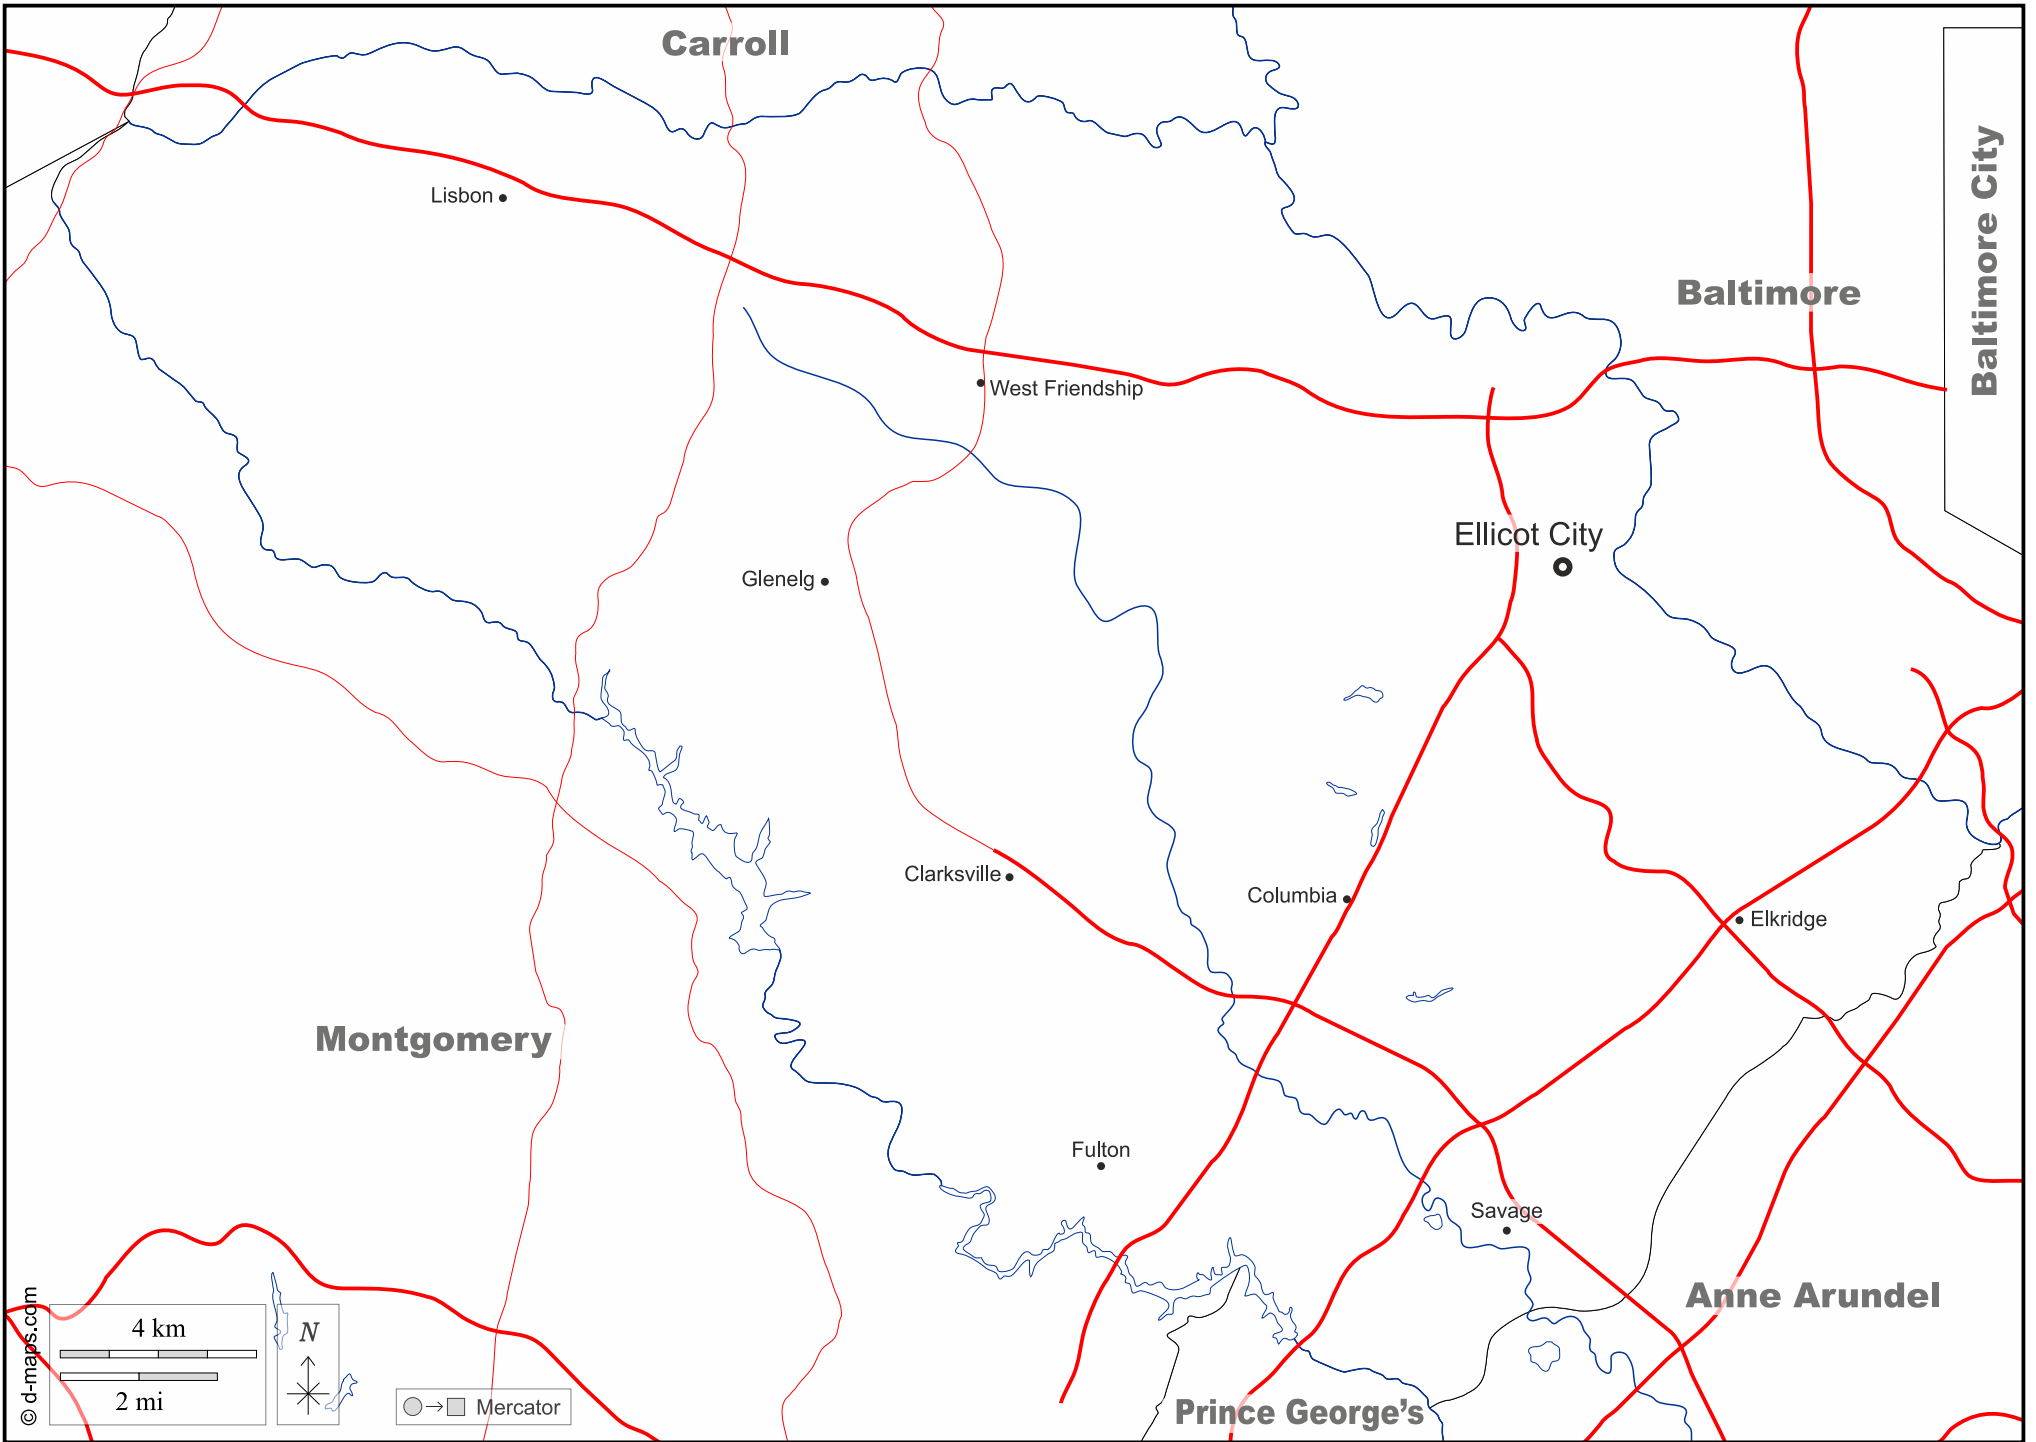 Carroll
Baltimore City
Lisbon
Baltimore
West Friendship
Ellicot City
Glenelg
Clarksville
Columbia
Elkridge
Montgomery
Fulton
Savage
Anne Arundel
© d-maps.com
4 km
2 mi
N
Mercator
Prince George’s